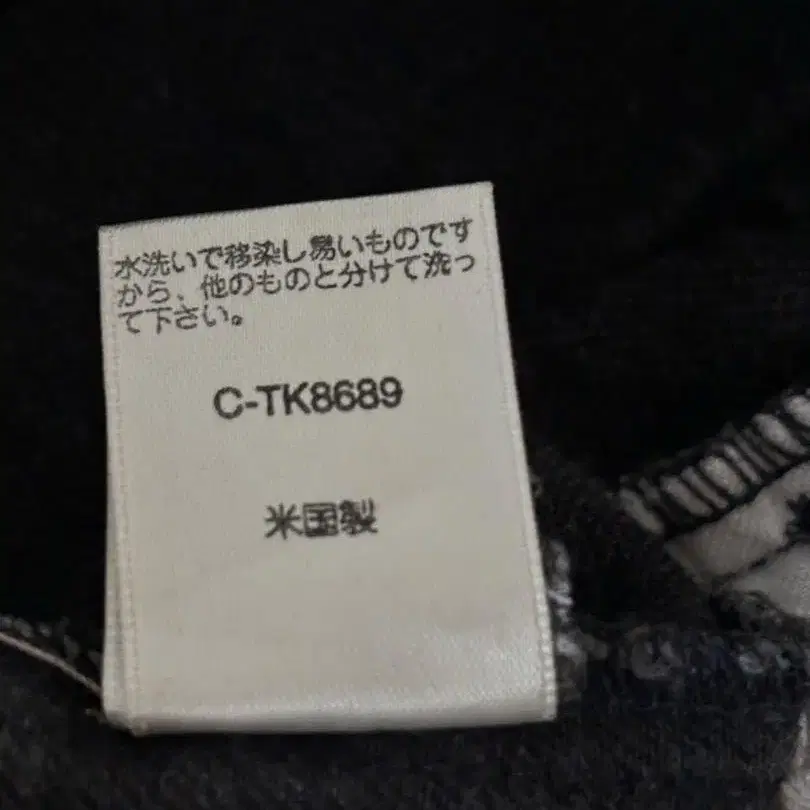 水洗いで移染し易いものです
から、他のものと分けて洗っ
て下さい。
C-TK8689
米国製